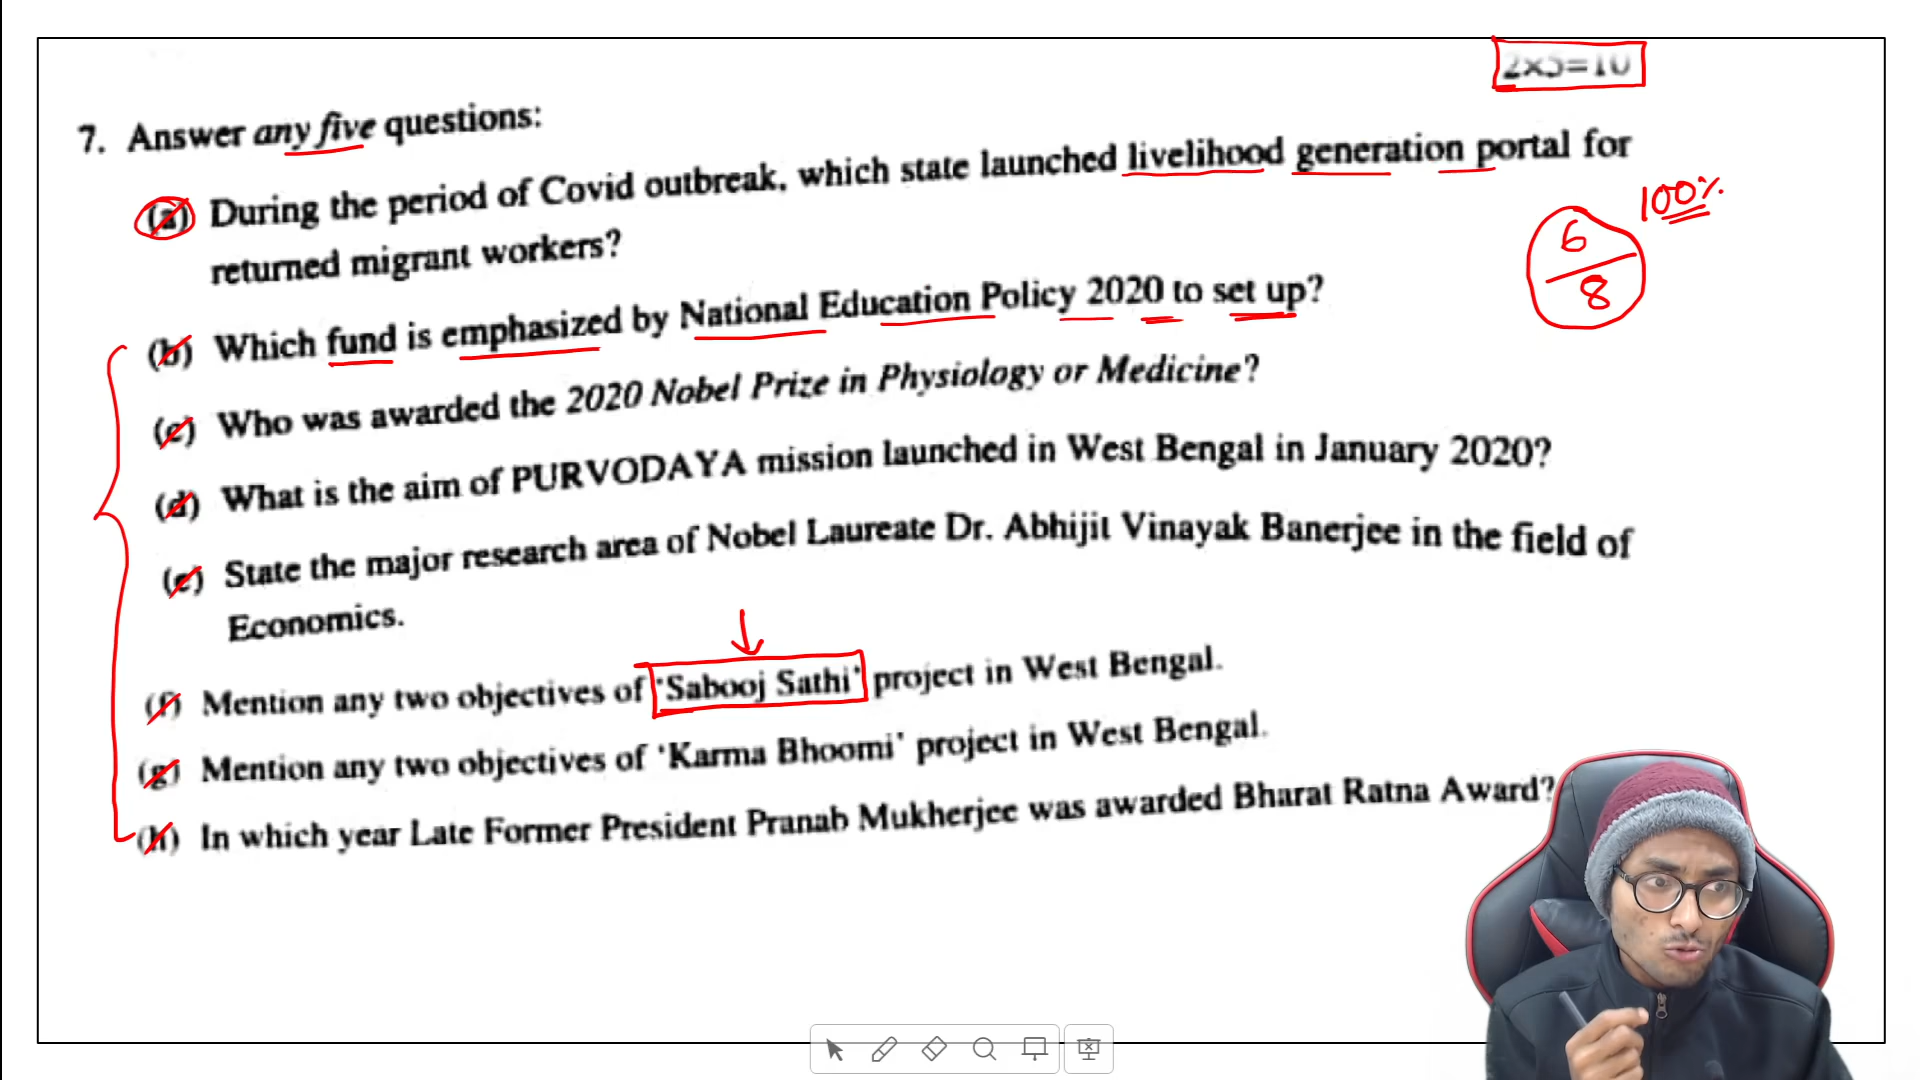 2×5=10
7. Answer any five questions:
(a) During the period of Covid outbreak, which state launched livelihood generation portal for
returned migrant workers?
100%
6
8
(b) Which fund is emphasized by National Education Policy 2020 to set up?
(c) Who was awarded the 2020 Nobel Prize in Physiology or Medicine?
(d) What is the aim of PURVODAYA mission launched in West Bengal in January 2020?
(e) State the major research area of Nobel Laureate Dr. Abhijit Vinayak Banerjee in the field of
Economics.
(f) Mention any two objectives of ‘Sabooj Sathi’ project in West Bengal.
(g) Mention any two objectives of ‘Karma Bhoomi’ project in West Bengal.
(h) In which year Late Former President Pranab Mukherjee was awarded Bharat Ratna Award?